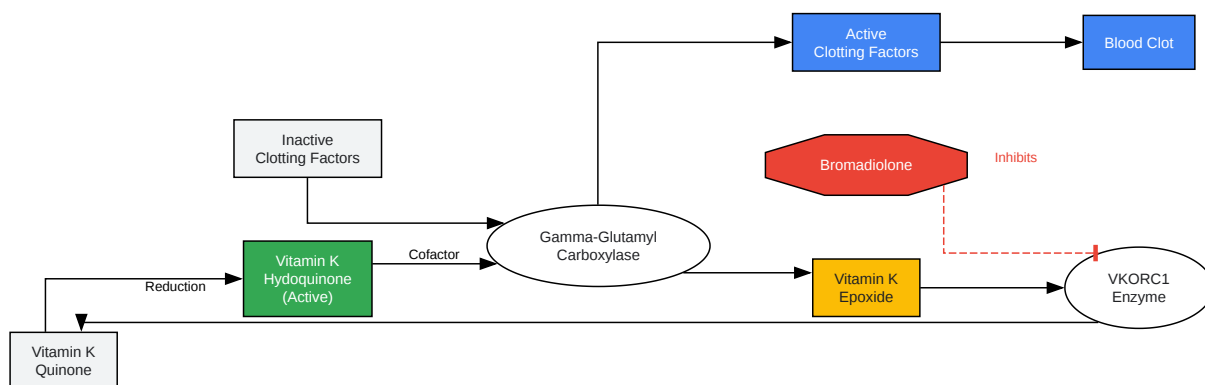 Active
Clotting Factors
Blood Clot
Inactive
Clotting Factors
Bromadiolone
Inhibits
Gamma-Glutamyl
Carboxylase
Cofactor
Vitamin K
Hydoquinone
(Active)
Reduction
Vitamin K
Epoxide
VKORC1
Enzyme
Vitamin K
Quinone